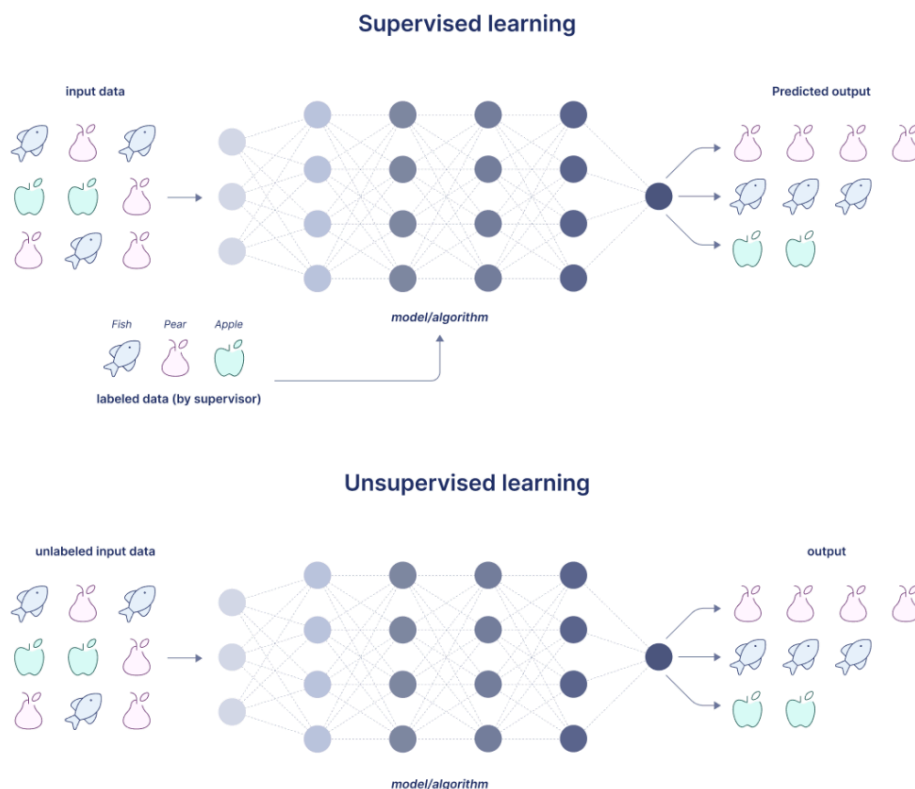 Supervised learning
input data
Predicted output
model/algorithm
Fish Pear Apple
labeled data (by supervisor)
Unsupervised learning
unlabeled input data
output
model/algorithm